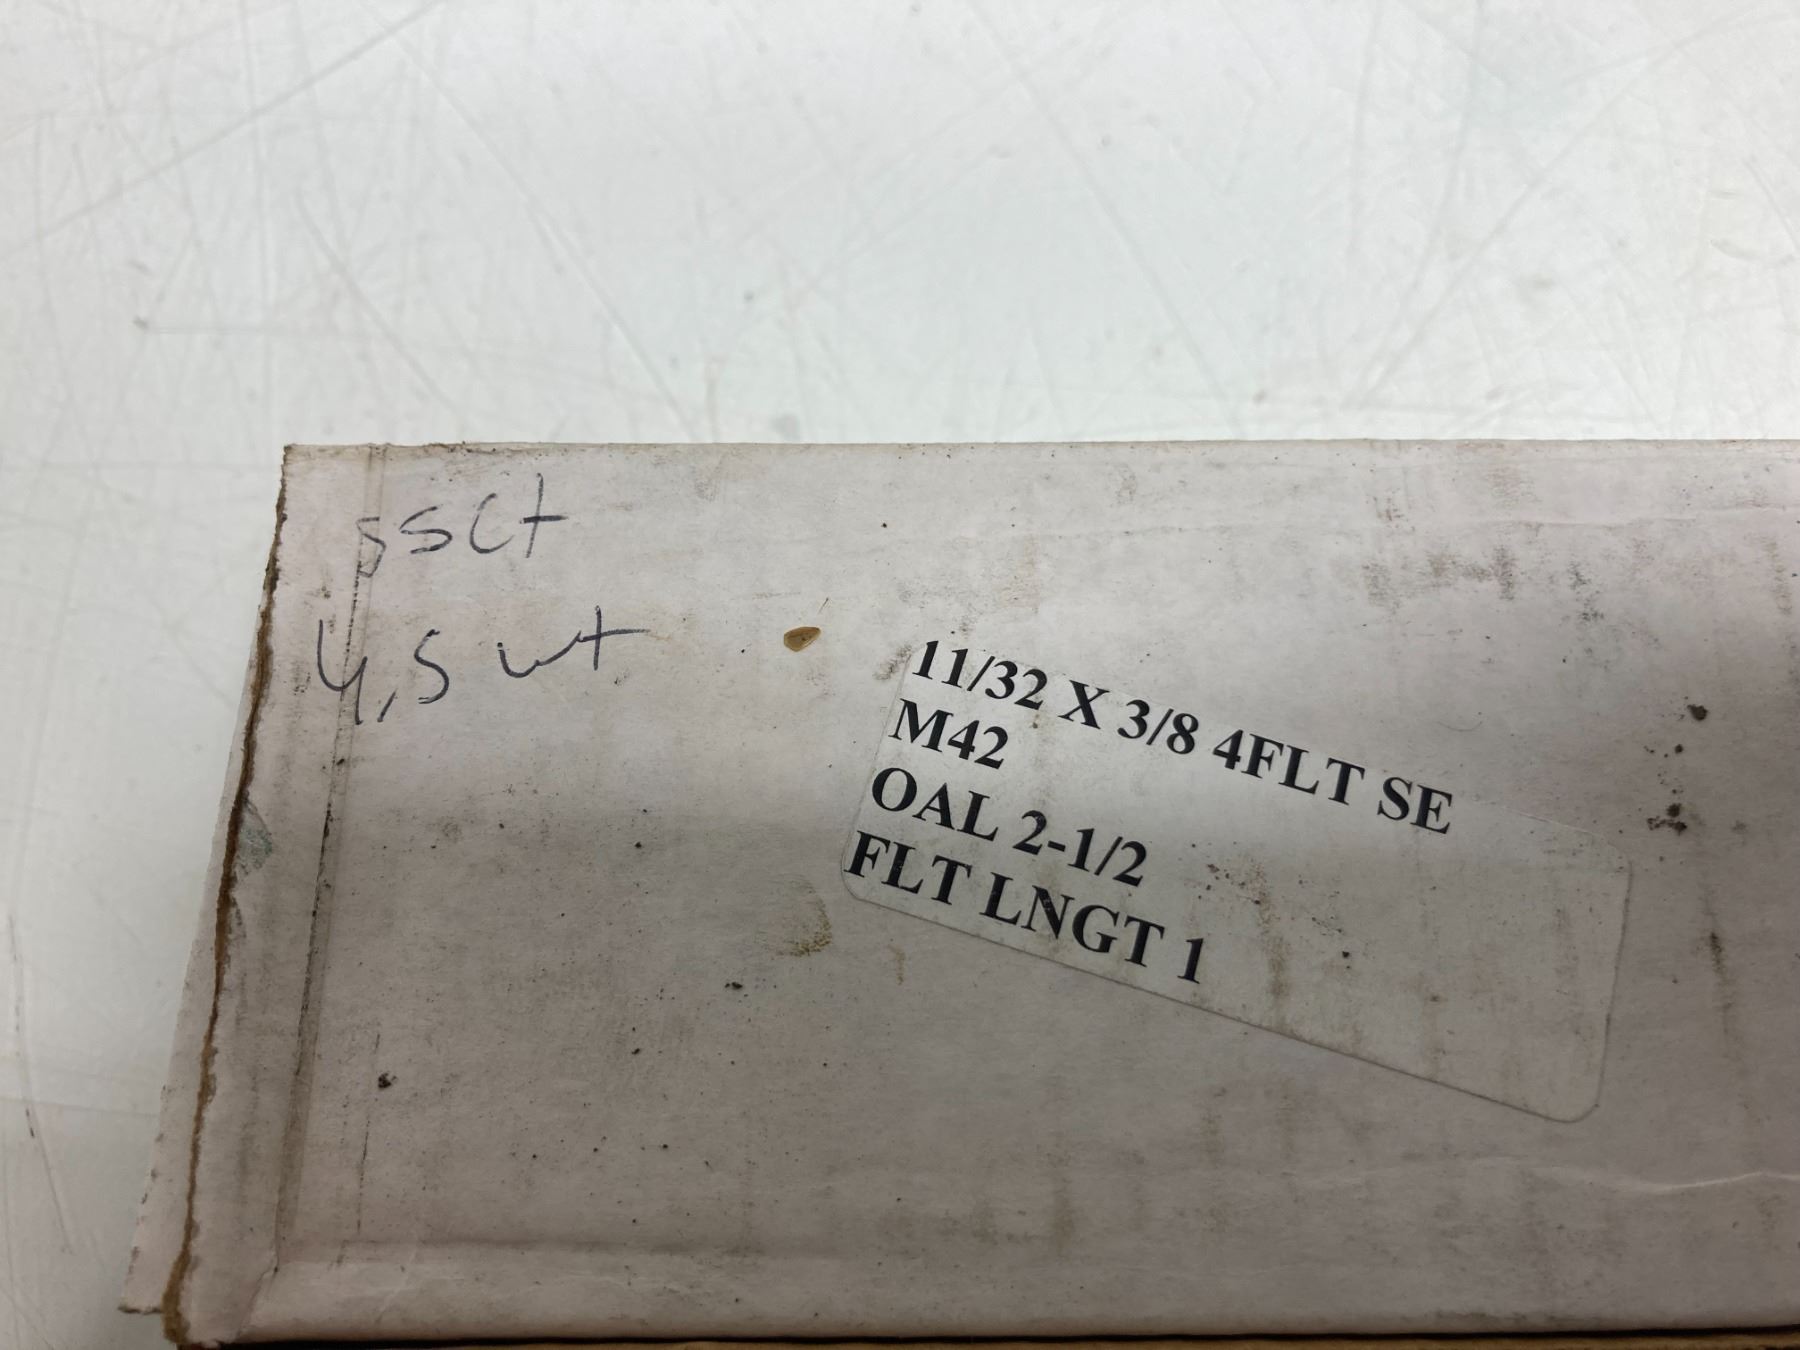 55ct
4,5 wt
11/32 X 3/8 4FLT SE
M42
OAL 2-1/2
FLT LNGT 1